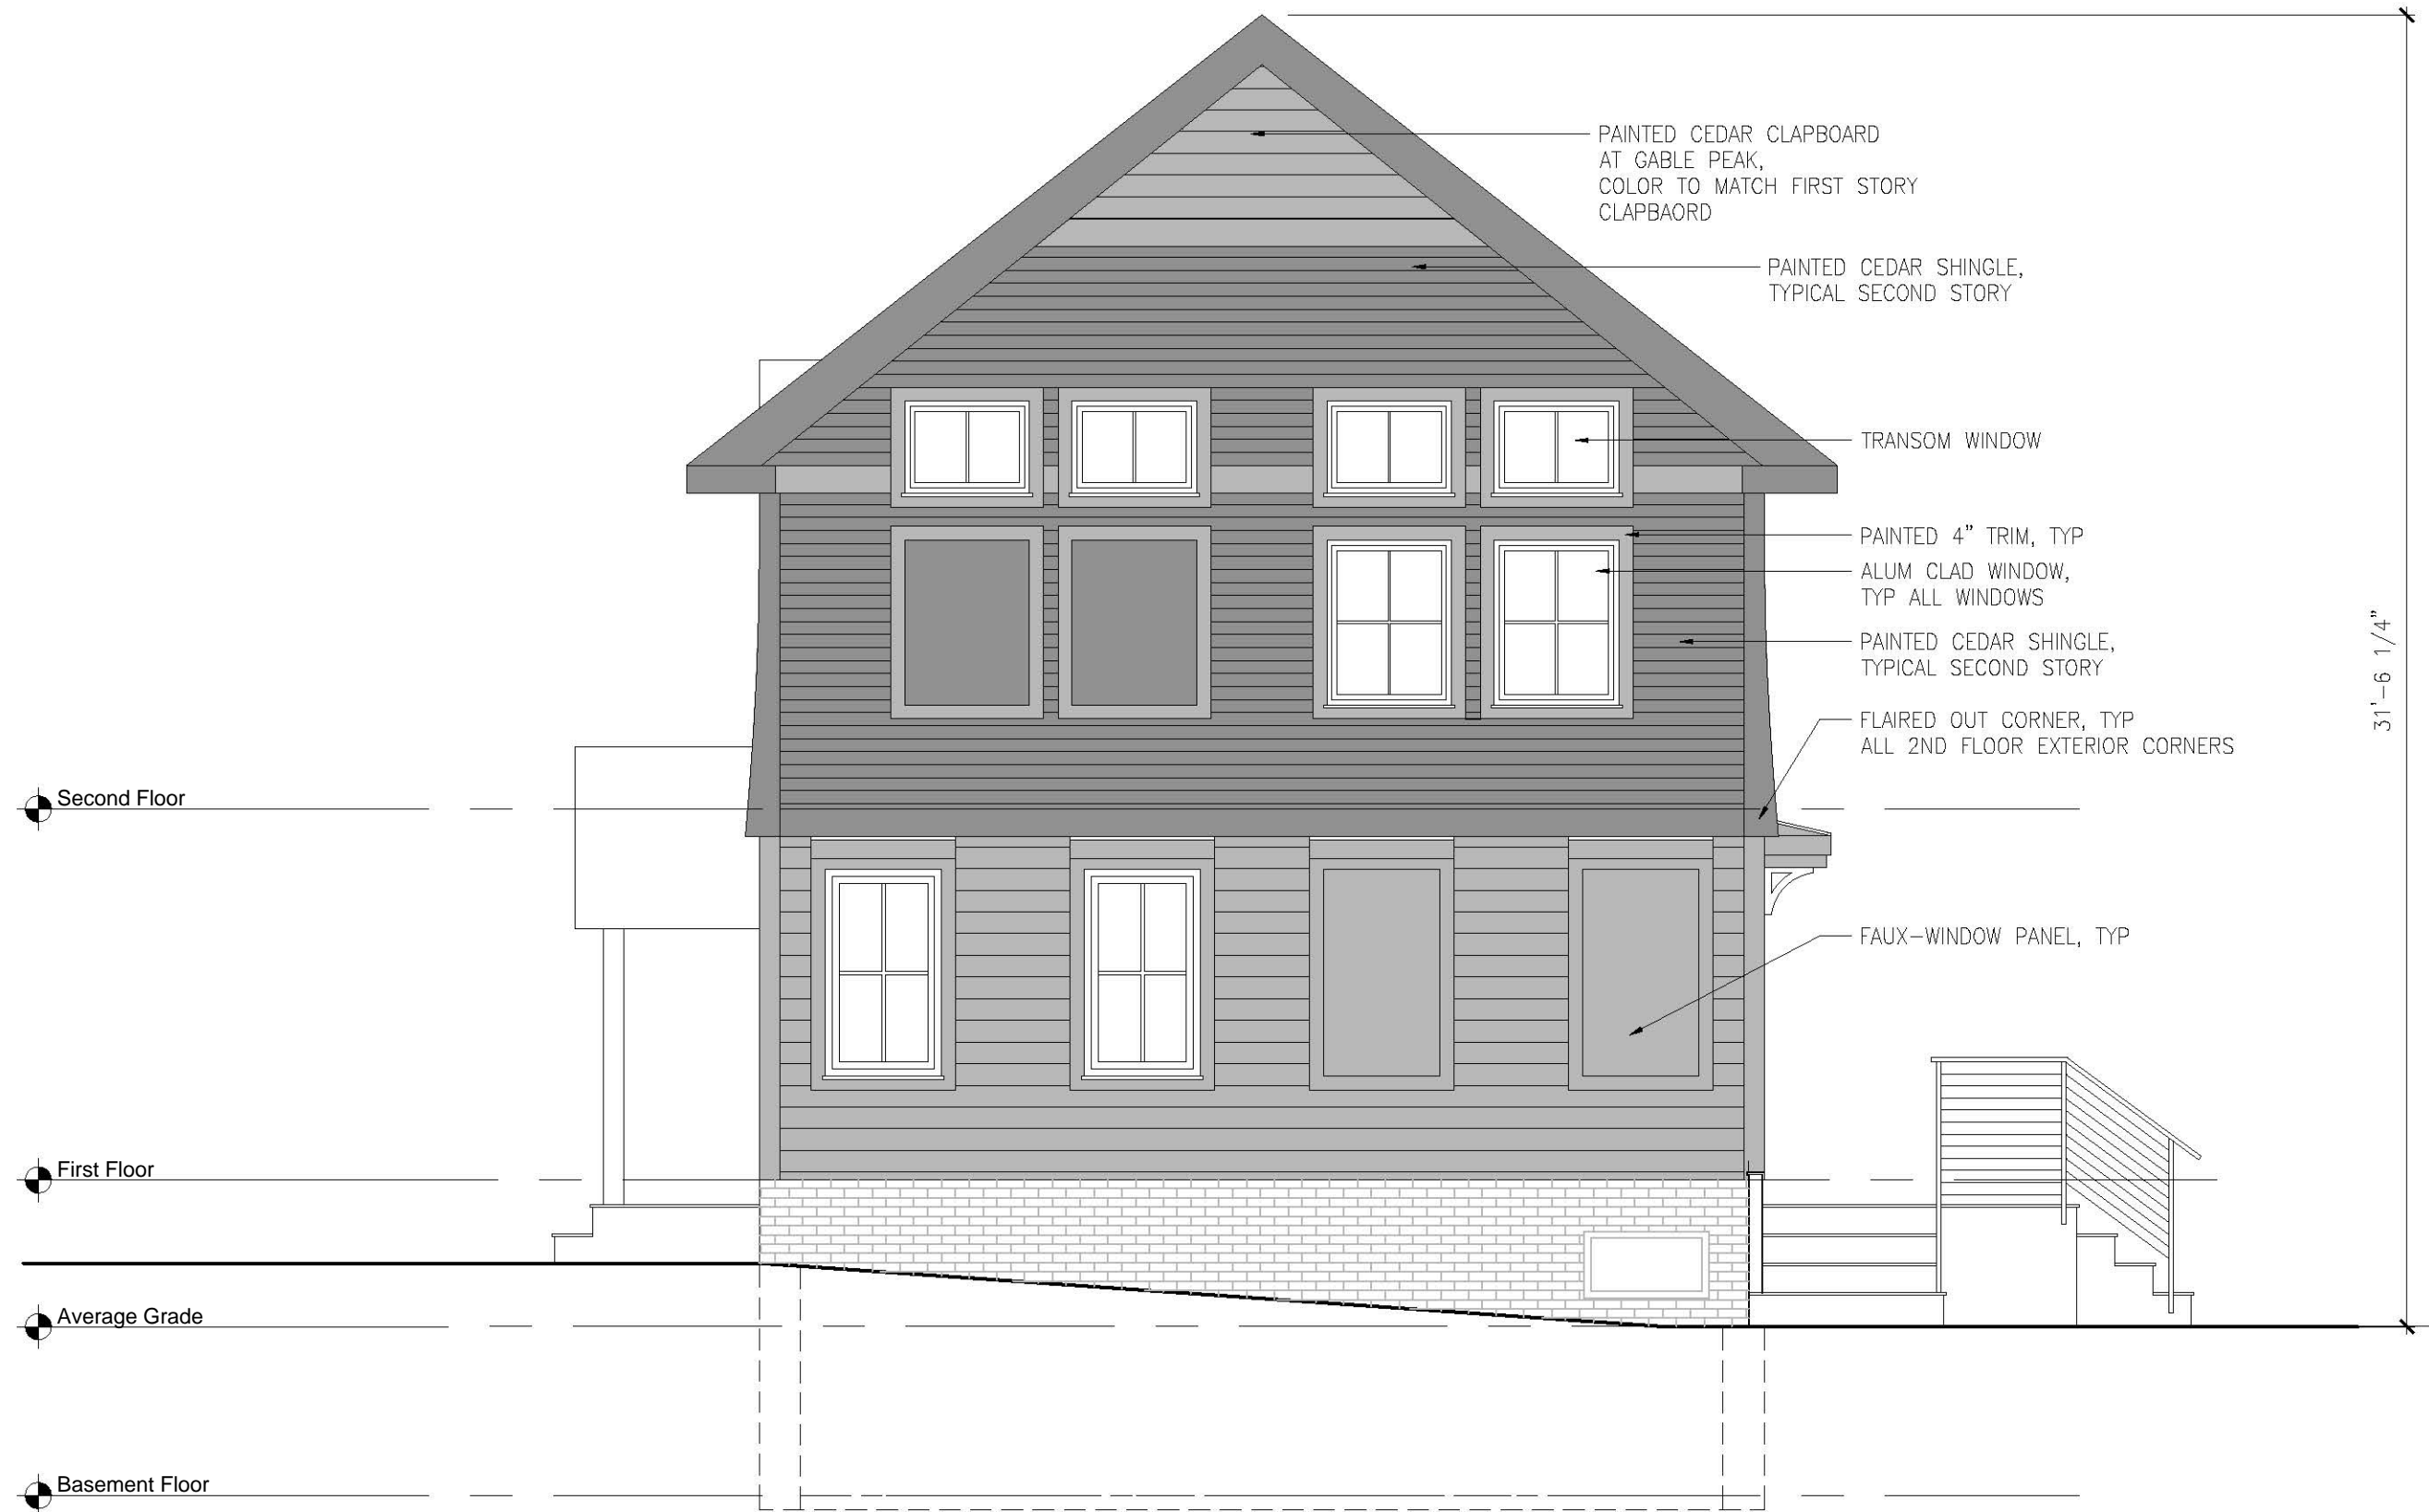 PAINTED CEDAR CLAPBOARD
AT GABLE PEAK,
COLOR TO MATCH FIRST STORY
CLAPBAORD
PAINTED CEDAR SHINGLE,
TYPICAL SECOND STORY
TRANSOM WINDOW
PAINTED 4" TRIM, TYP
ALUM CLAD WINDOW,
TYP ALL WINDOWS
PAINTED CEDAR SHINGLE,
TYPICAL SECOND STORY
FLAIRED OUT CORNER, TYP
ALL 2ND FLOOR EXTERIOR CORNERS
FAUX-WINDOW PANEL, TYP
31'-6 1/4"
Second Floor
First Floor
Average Grade
Basement Floor